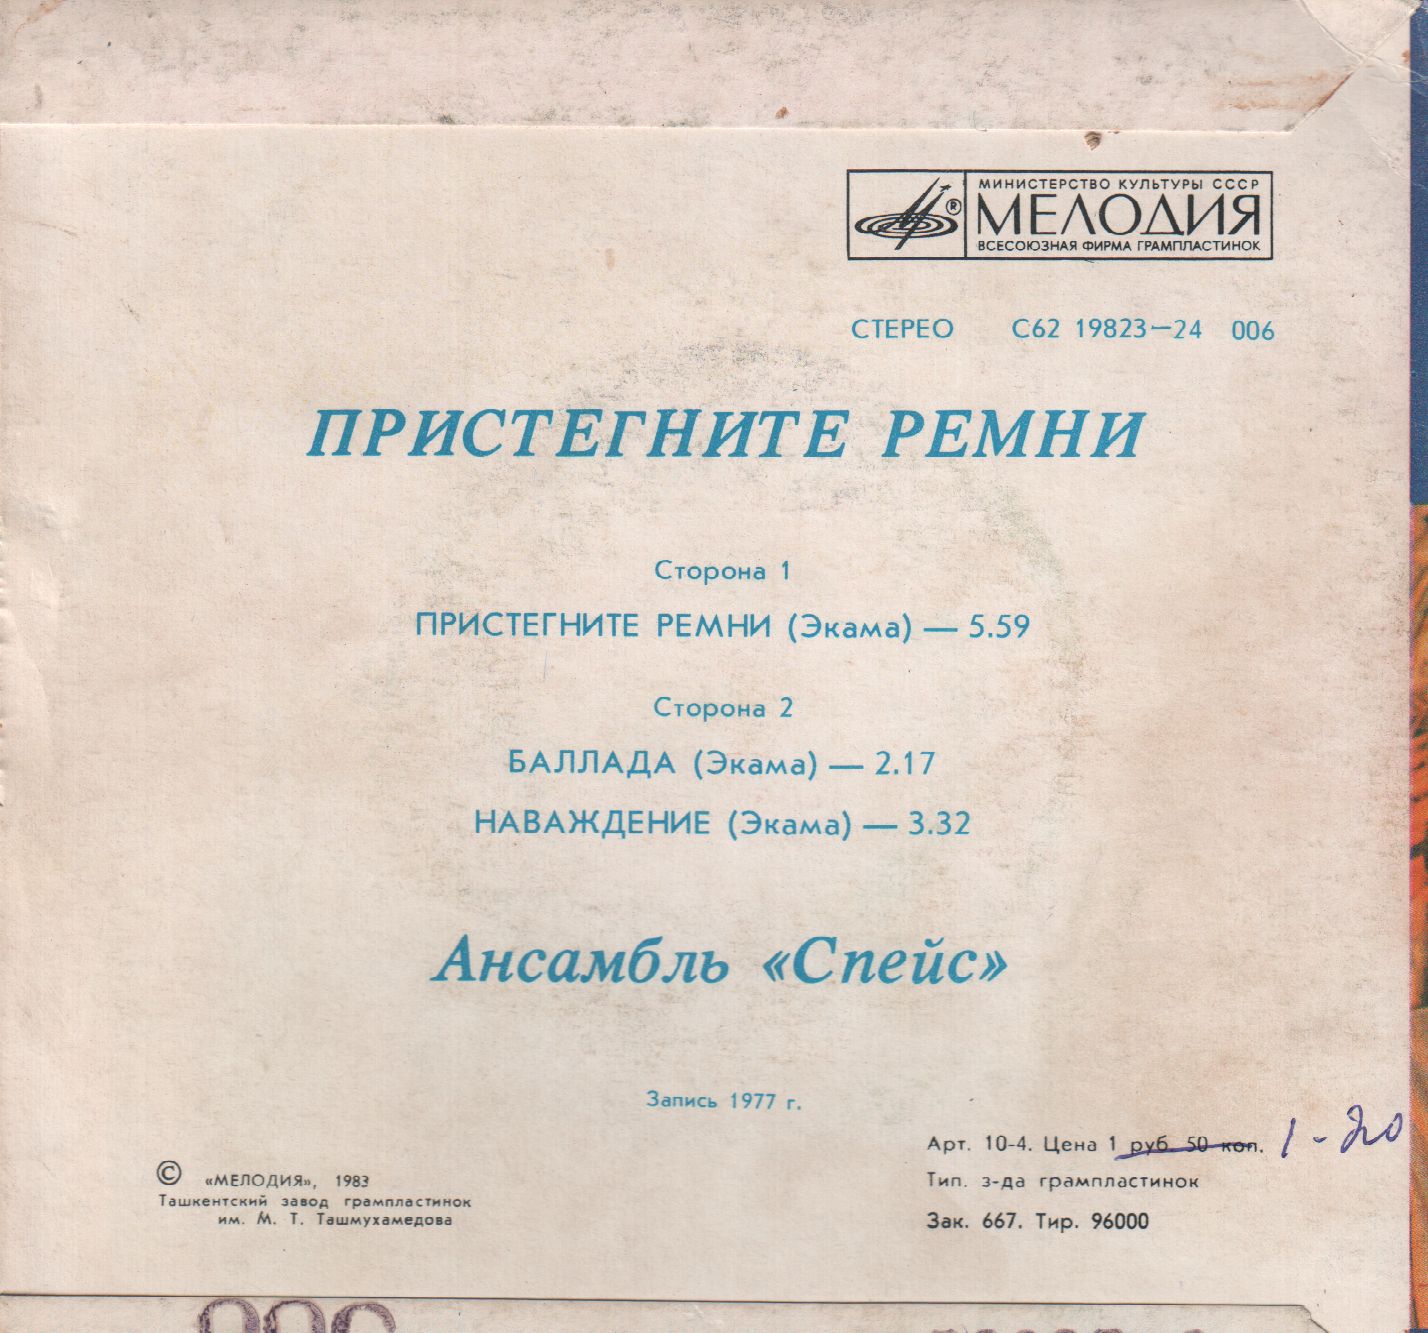 МИНИСТЕРСТВО КУЛЬТУРЫ СССР
® МЕЛОДИЯ
ВСЕСОЮЗНАЯ ФИРМА ГРАМПЛАСТИНОК
СТЕРЕО С62 19823—24 006
ПРИСТЕГНИТЕ РЕМНИ
Сторона 1
ПРИСТЕГНИТЕ РЕМНИ (Экама) — 5.59
Сторона 2
БАЛЛАДА (Экама) — 2.17
НАВАЖДЕНИЕ (Экама) — 3.32
Ансамбль «Спейс»
Запись 1977 г.
Арт. 10-4. Цена 1 руб. 50 коп. 1-20
Тип. з-да грампластинок
Зак. 667. Тир. 96000
© «МЕЛОДИЯ», 1983
Ташкентский завод грампластинок
им. М. Т. Ташмухамедова